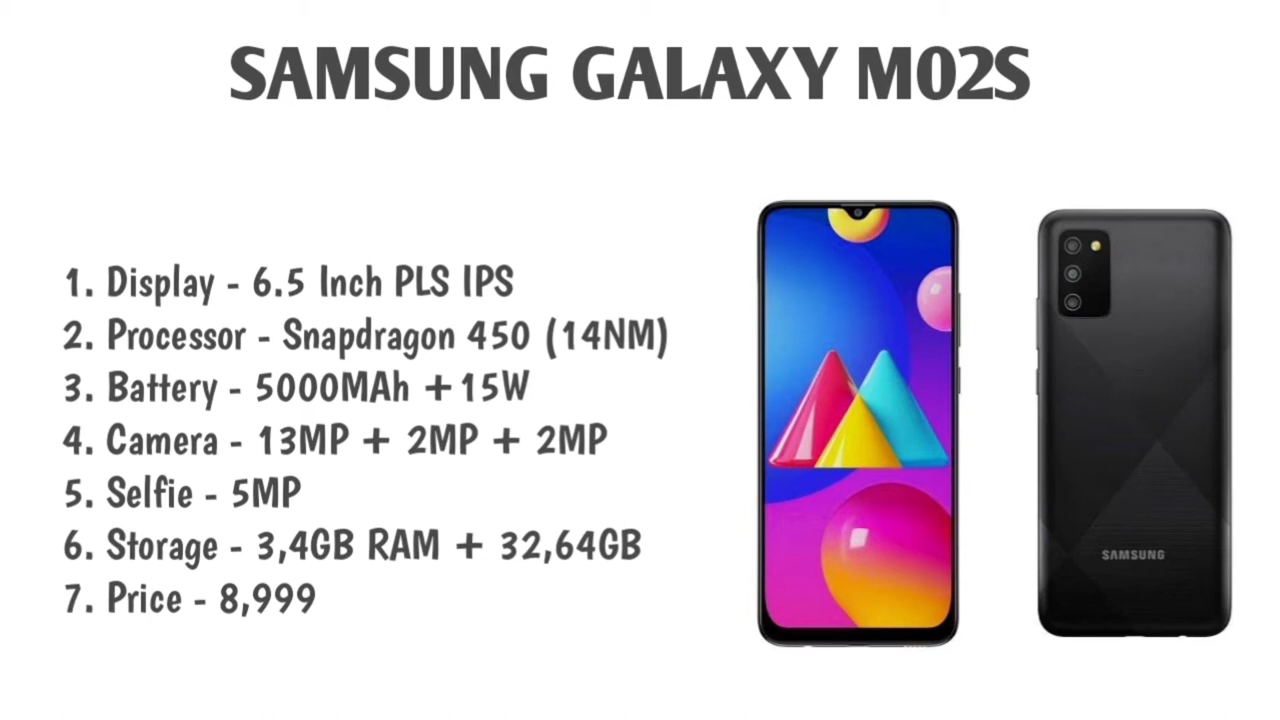 SAMSUNG GALAXY M02S
1. Display - 6.5 Inch PLS IPS
2. Processor - Snapdragon 450 (14NM)
3. Battery - 5000MAh +15W
4. Camera - 13MP + 2MP + 2MP
5. Selfie - 5MP
6. Storage - 3,4GB RAM + 32,64GB
7. Price - 8,999
SAMSUNG